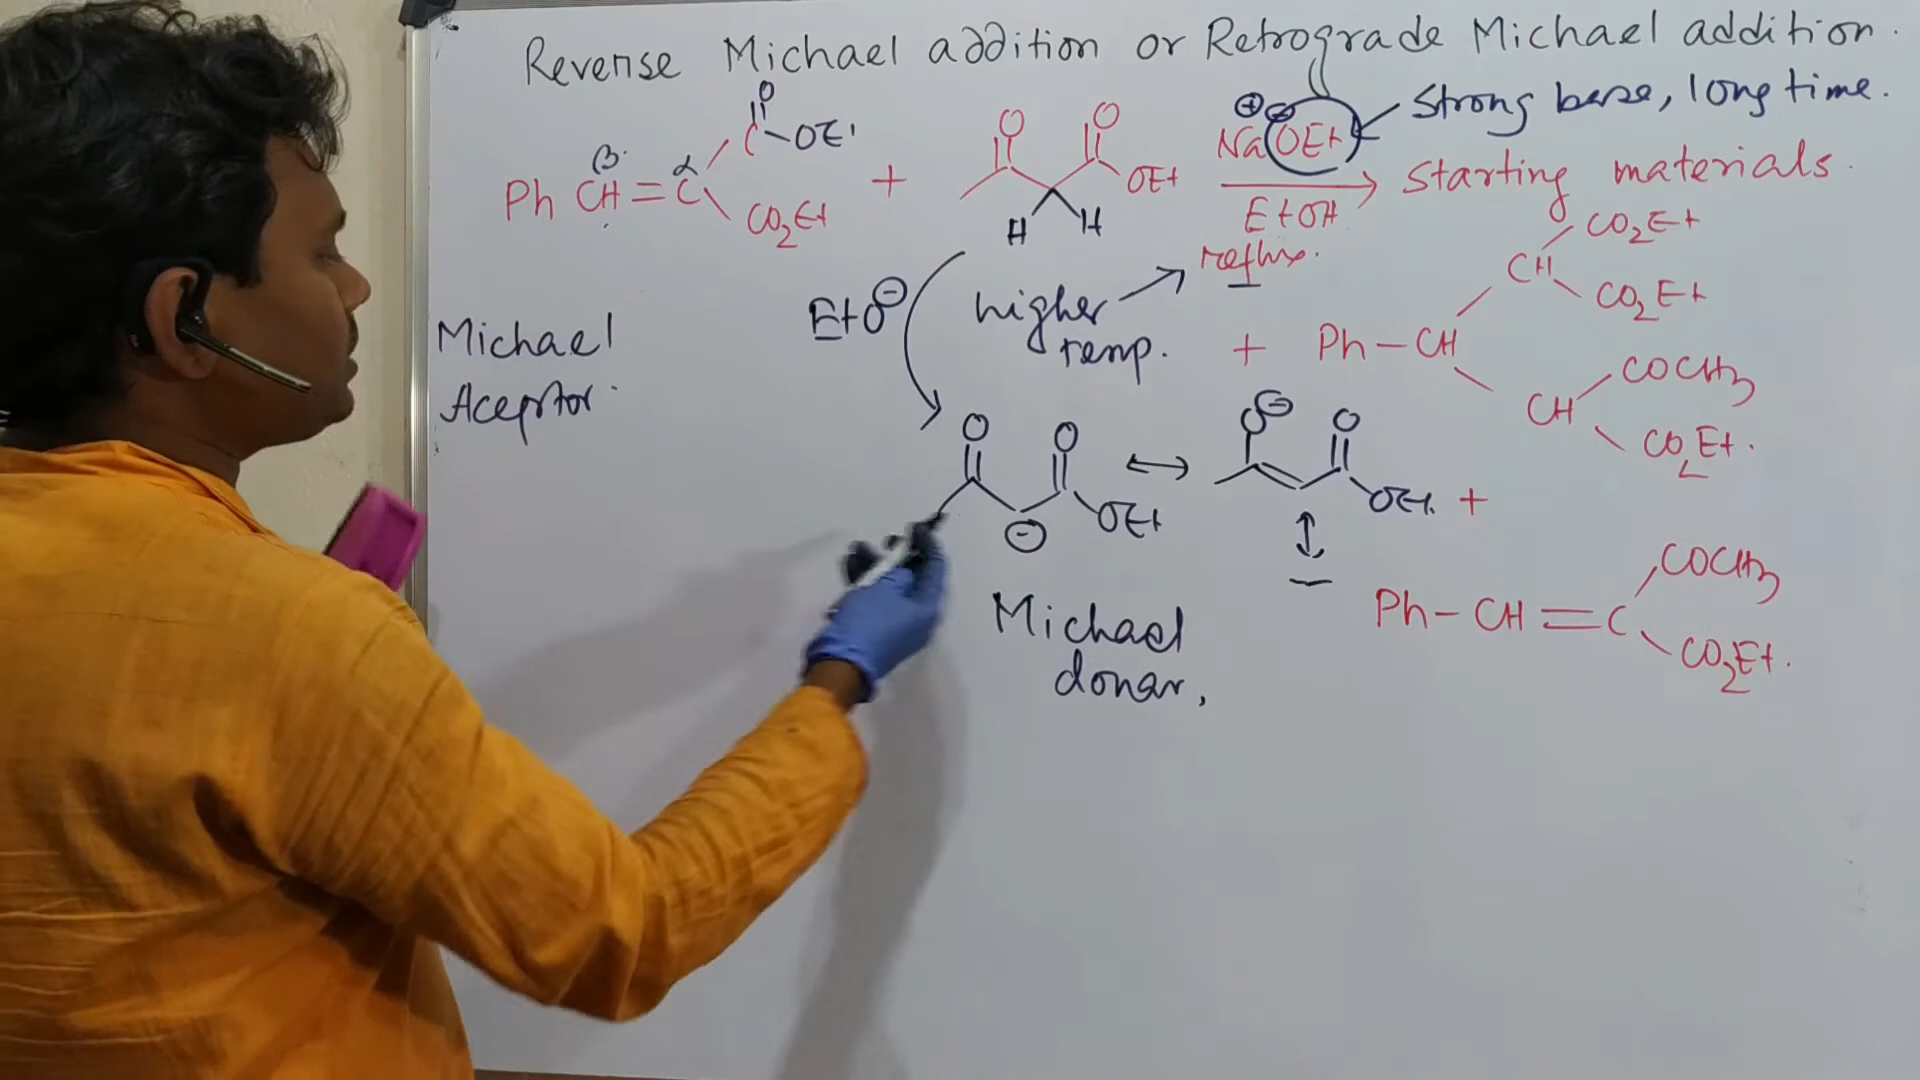 Reverse Michael addition or Retrograde Michael addition.
Strong base, long time.
O
C-OEt
β α
Ph CH=C
CO2Et
+
O O
OEt
H H
⊕ ⊖
NaOEt
EtOH
reflux.
Starting materials.
CO2Et
CH
CO2Et
+ Ph-CH
COCH3
CH
CO2Et.
Michael
Aceptor.
EtO⊖
higher
temp.
O O
⊖
OEt
↔
O⊖ O
OEt. +
Michael
donar,
COCH3
Ph-CH=C
CO2Et.